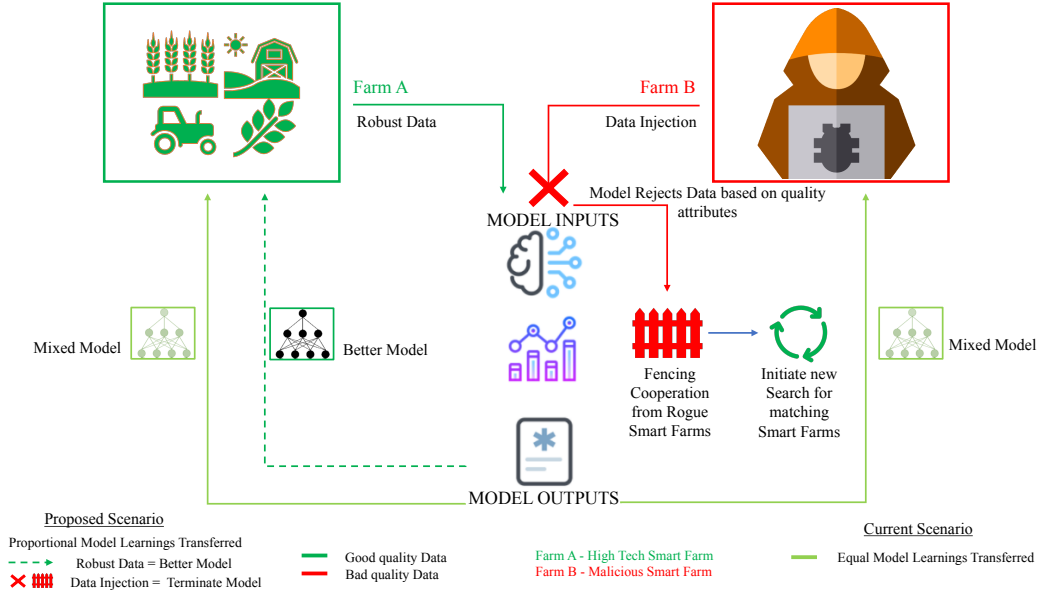 Farm A
Robust Data
Farm B
Data Injection
Model Rejects Data based on quality
attributes
MODEL INPUTS
Mixed Model
Better Model
Fencing
Cooperation
from Rogue
Smart Farms
Initiate new
Search for
matching
Smart Farms
Mixed Model
MODEL OUTPUTS
Proposed Scenario
Proportional Model Learnings Transferred
Robust Data = Better Model
Data Injection = Terminate Model
Good quality Data
Bad quality Data
Farm A - High Tech Smart Farm
Farm B - Malicious Smart Farm
Current Scenario
Equal Model Learnings Transferred